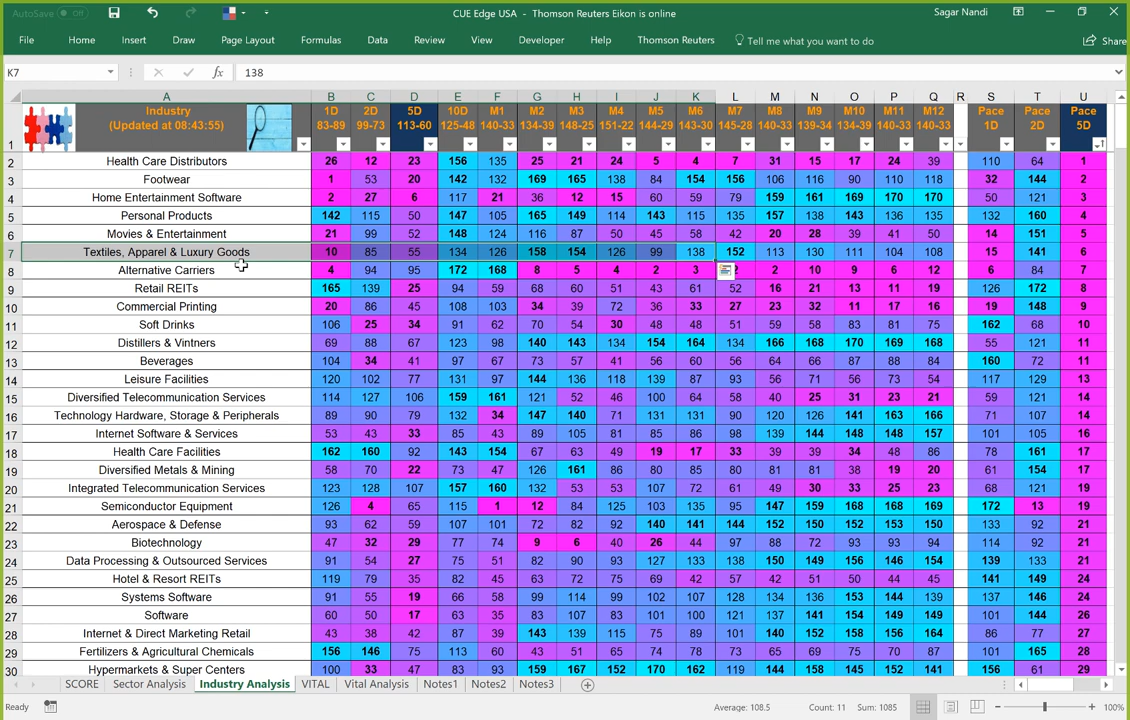 AutoSave Off CUE Edge USA - Thomson Reuters Eikon is online Sagar Nandi
File Home Insert Draw Page Layout Formulas Data Review View Developer Help Thomson Reuters Tell me what you want to do Share
K7 fx 138
A B C D E F G H I J K L M N O P Q R S T U
Industry 1D 2D 5D 10D M1 M2 M3 M4 M5 M6 M7 M8 M9 M10 M11 M12 Pace Pace Pace
(Updated at 08:43:55) 83-89 99-73 113-60 125-48 140-33 134-39 148-25 151-22 144-29 143-30 145-28 140-33 139-34 134-39 140-33 140-33 1D 2D 5D
1
2 Health Care Distributors 26 12 23 156 135 25 21 24 5 4 7 31 15 17 24 39 110 64 1
3 Footwear 1 53 20 142 132 169 165 138 84 154 156 106 116 90 110 118 32 144 2
4 Home Entertainment Software 2 27 6 117 21 36 12 15 60 59 79 159 161 169 170 170 50 121 3
5 Personal Products 142 115 50 147 105 165 149 114 143 115 135 157 138 143 136 135 132 160 4
6 Movies & Entertainment 21 99 52 124 116 87 50 45 58 42 58 20 28 39 41 50 14 151 5
7 Textiles, Apparel & Luxury Goods 10 85 55 134 126 158 154 126 99 138 152 113 130 111 104 108 15 141 6
8 Alternative Carriers 4 94 95 172 168 8 5 4 2 3 2 10 9 6 12 6 84 7
9 Retail REITs 165 139 25 94 59 68 60 51 43 61 52 16 21 13 11 19 126 172 8
10 Commercial Printing 20 86 45 108 103 34 39 72 36 33 27 23 32 11 17 16 19 148 9
11 Soft Drinks 106 25 34 91 62 70 54 30 48 48 51 59 58 83 81 75 162 68 10
12 Distillers & Vintners 69 88 67 123 98 140 143 134 154 164 134 166 168 170 169 168 55 121 11
13 Beverages 104 34 41 97 67 73 57 41 56 60 56 64 66 87 88 84 160 72 11
14 Leisure Facilities 120 102 77 131 97 144 136 118 139 87 93 56 71 56 73 54 117 129 13
15 Diversified Telecommunication Services 114 127 106 159 161 121 52 46 100 64 58 40 25 31 23 21 59 121 14
16 Technology Hardware, Storage & Peripherals 89 90 79 132 34 147 140 71 131 131 90 120 126 141 163 166 71 107 14
17 Internet Software & Services 53 43 33 85 43 89 105 81 85 86 98 139 144 148 148 157 101 105 16
18 Health Care Facilities 162 160 92 143 154 67 63 49 19 17 33 39 39 34 48 86 78 161 17
19 Diversified Metals & Mining 58 70 22 73 47 126 161 86 80 85 80 81 81 38 19 20 61 154 17
20 Integrated Telecommunication Services 123 128 107 157 160 132 53 53 107 72 61 49 30 33 25 23 68 121 19
21 Semiconductor Equipment 126 4 65 115 1 12 84 125 103 135 95 147 159 168 168 169 172 13 19
22 Aerospace & Defense 93 62 59 107 101 72 82 92 140 141 144 152 150 152 153 150 133 92 21
23 Biotechnology 47 32 29 77 74 9 6 40 26 44 97 88 72 93 93 94 114 92 21
24 Data Processing & Outsourced Services 91 54 27 75 51 82 90 93 127 133 138 150 149 156 146 154 139 133 21
25 Hotel & Resort REITs 119 79 35 82 45 63 72 75 69 42 57 42 51 50 44 45 141 149 24
26 Systems Software 91 55 19 66 58 99 114 99 102 107 128 134 136 153 144 139 137 146 24
27 Software 60 50 17 63 35 83 107 83 101 100 121 137 141 154 149 149 101 144 26
28 Internet & Direct Marketing Retail 43 38 42 87 39 143 139 115 75 89 101 140 152 158 156 164 86 77 27
29 Fertilizers & Agricultural Chemicals 156 146 75 113 60 43 51 65 74 78 73 65 69 75 70 87 101 165 28
30 Hypermarkets & Super Centers 100 33 47 83 93 159 167 152 170 162 119 144 158 145 152 141 156 61 29
SCORE Sector Analysis Industry Analysis VITAL Vital Analysis Notes1 Notes2 Notes3
Ready Average: 108.5 Count: 11 Sum: 1085 100%